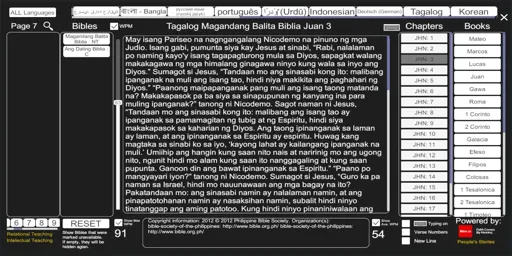 ALL Languages
বাংলা - Bangla
português
(Urdu) اُردُو
Indonesian
Deutsch (German)
Tagalog
Korean
Page 7
Bibles
WPM
Tagalog Magandang Balita Biblia Juan 3
Chapters
Books
Magandang Balita Biblia NT
Ang Dating Biblia C
May isang Pariseo na nagngangalang Nicodemo na pinuno ng mga
Judio. Isang gabi, pumunta siya kay Jesus at sinabi, "Rabi, nalalaman
po naming kayo'y isang tagapagturong mula sa Diyos, sapagkat walang
makakagawa ng mga himalang ginagawa ninyo kung wala sa inyo ang
Diyos." Sumagot si Jesus, "Tandaan mo ang sinasabi kong ito: malibang
ipanganak na muli ang isang tao, hindi niya makikita ang paghahari ng
Diyos." "Paanong maipapanganak pang muli ang isang taong matanda
na? Makakapasok pa ba siya sa sinapupunan ng kanyang ina para
muling ipanganak?" tanong ni Nicodemo. Sagot naman ni Jesus,
"Tandaan mo ang sinasabi kong ito: malibang ang isang tao ay
ipanganak sa pamamagitan ng tubig at ng Espiritu, hindi siya
makakapasok sa kaharian ng Diyos. Ang taong ipinanganak sa laman
ay laman, at ang ipinanganak sa Espiritu ay espiritu. Huwag kang
magtaka sa sinabi ko sa iyo, 'kayong lahat ay kailangang ipanganak na
muli.' Umiihip ang hangin kung saan nito nais at naririnig mo ang ugong
nito, ngunit hindi mo alam kung saan ito nanggagaling at kung saan
pupunta. Ganoon din ang bawat ipinanganak sa Espiritu." "Paano po
mangyayari iyon?" tanong ni Nicodemo. Sumagot si Jesus, "Guro ka pa
naman sa Israel, hindi mo nauunawaan ang mga bagay na ito?
Pakatandaan mo: ang sinasabi namin ay nalalaman namin, at ang
pinapatotohanan namin ay nasaksihan namin, subalit hindi ninyo
tinatanggap ang aming patotoo. Kung hindi ninyo pinaniniwalaan ang
JHN: 1
JHN: 2
JHN: 3
JHN: 4
JHN: 5
JHN: 6
JHN: 7
JHN: 8
JHN: 9
JHN: 10
JHN: 11
JHN: 12
JHN: 13
JHN: 14
JHN: 15
JHN: 16
JHN: 17
Mateo
Marcos
Lucas
Juan
Gawa
Roma
1 Corinto
2 Corinto
Galacia
Efeso
Filipos
Colosas
1 Tesalonica
2 Tesalonica
1 Timoteo
6 7 8 9
RESET
Relational Teaching
Intellectual Teaching
Show Bibles that were
marked unavailable.
If empty, they will be
hidden again.
91
Copyright information: 2012 © 2012 Philippine Bible Society. Organization(s):
bible-society-of-the-philippines: http://www.bible.org.ph/ bible-society-of-the-philippines:
http://www.bible.org.ph/
54
Typing on
Verse Numbers
New Line
Powered by:
People's Stories